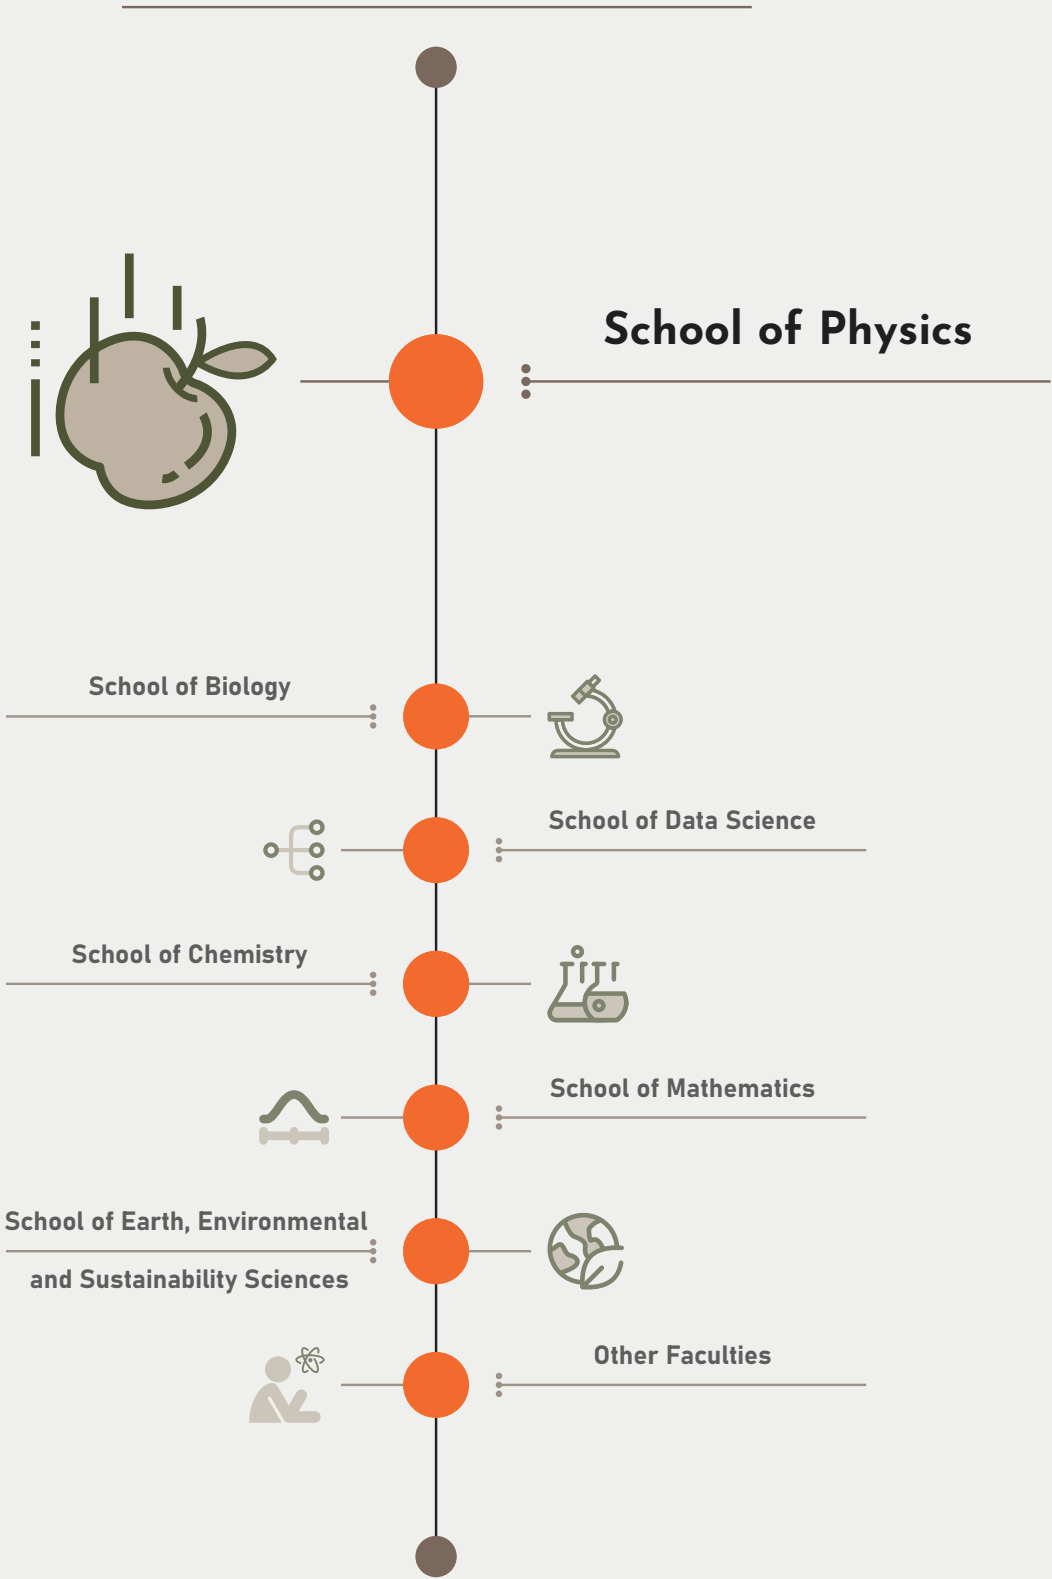 School of Physics
School of Biology
School of Data Science
School of Chemistry
School of Mathematics
School of Earth, Environmental
and Sustainability Sciences
Other Faculties